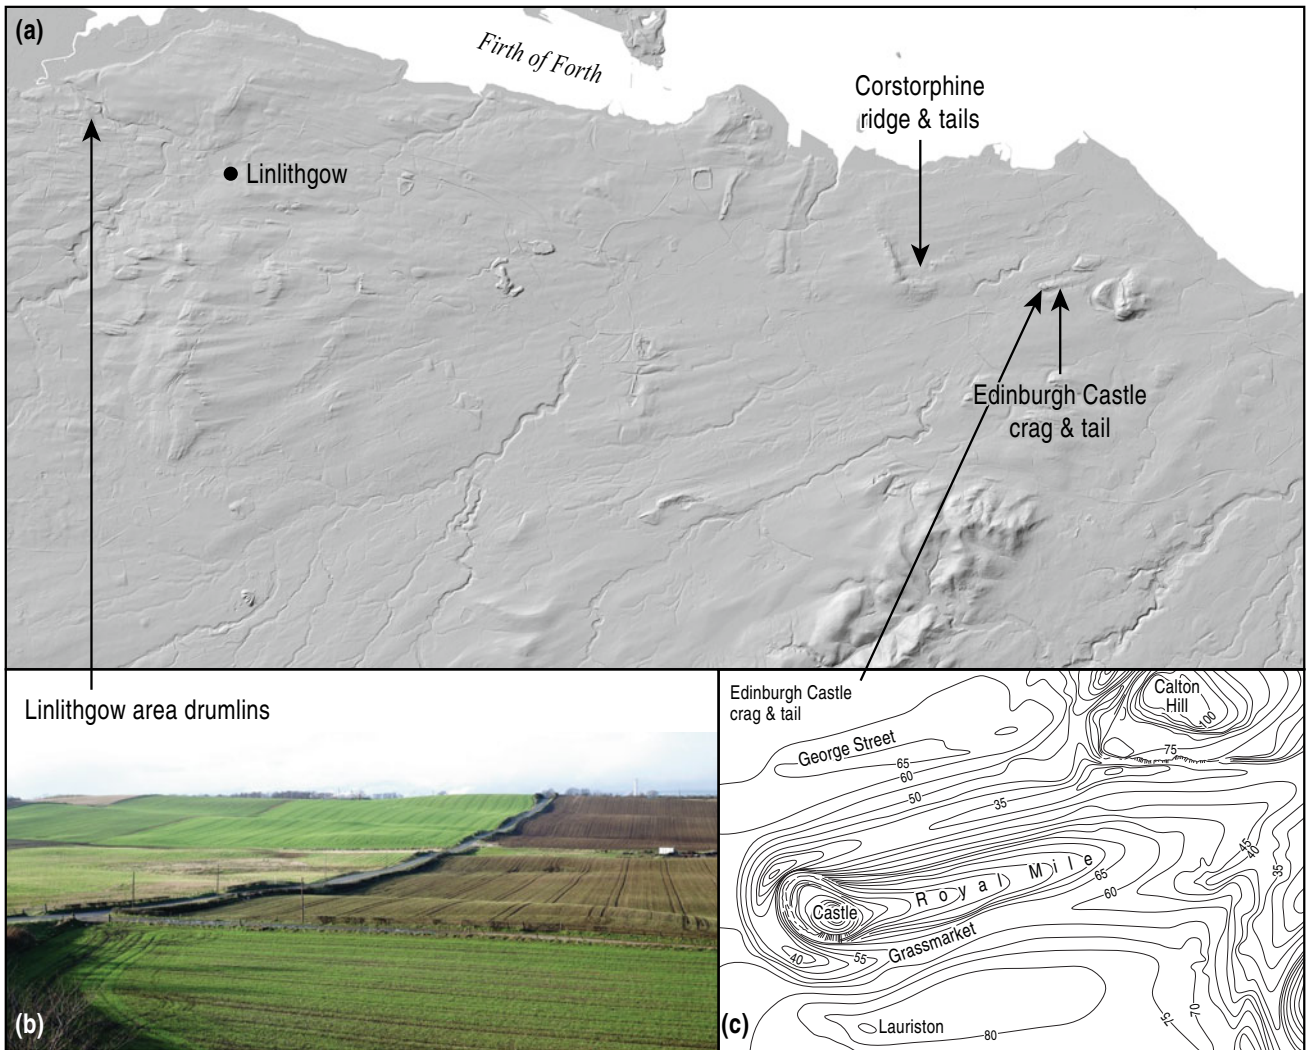 (a)
Firth of Forth
Corstorphine
ridge & tails
Linlithgow
Edinburgh Castle
crag & tail
Linlithgow area drumlins
(b)
Edinburgh Castle
crag & tail
Calton
Hill
100
George Street
75
65
60
50
35
45
40
35
Royal Mile
65
60
Castle
Grassmarket
40
55
70
75
Lauriston
80
(c)